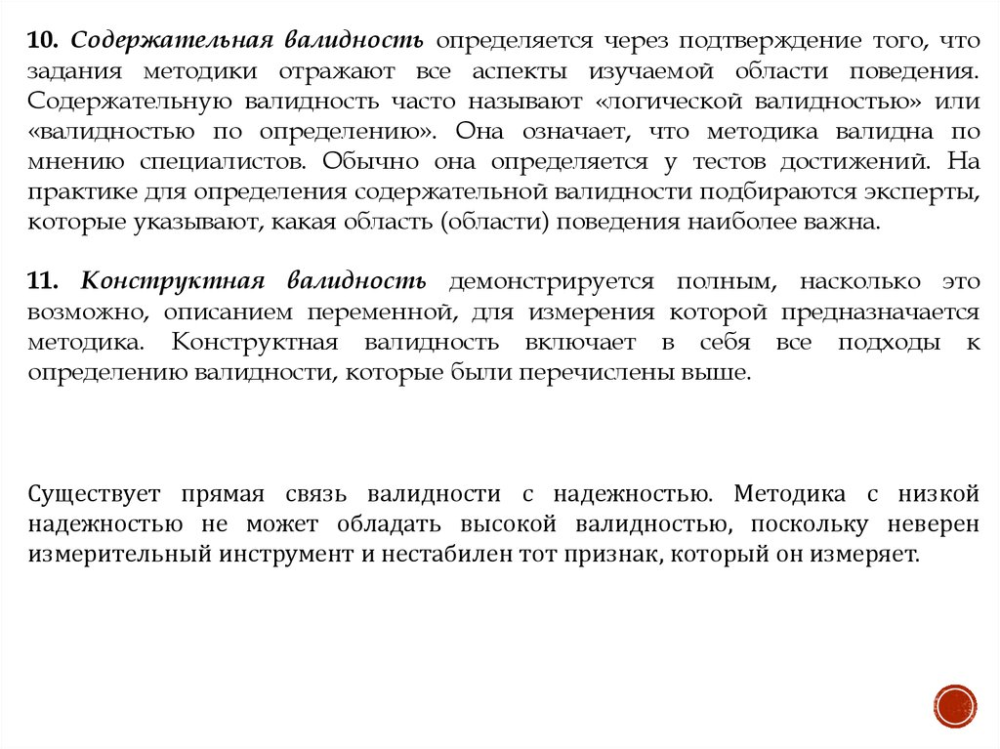 10. Содержательная валидность определяется через подтверждение того, что
задания методики отражают все аспекты изучаемой области поведения.
Содержательную валидность часто называют «логической валидностью» или
«валидностью по определению». Она означает, что методика валидна по
мнению специалистов. Обычно она определяется у тестов достижений. На
практике для определения содержательной валидности подбираются эксперты,
которые указывают, какая область (области) поведения наиболее важна.
11. Конструктная валидность демонстрируется полным, насколько это
возможно, описанием переменной, для измерения которой предназначается
методика. Конструктная валидность включает в себя все подходы к
определению валидности, которые были перечислены выше.
Существует прямая связь валидности с надежностью. Методика с низкой
надежностью не может обладать высокой валидностью, поскольку неверен
измерительный инструмент и нестабилен тот признак, который он измеряет.